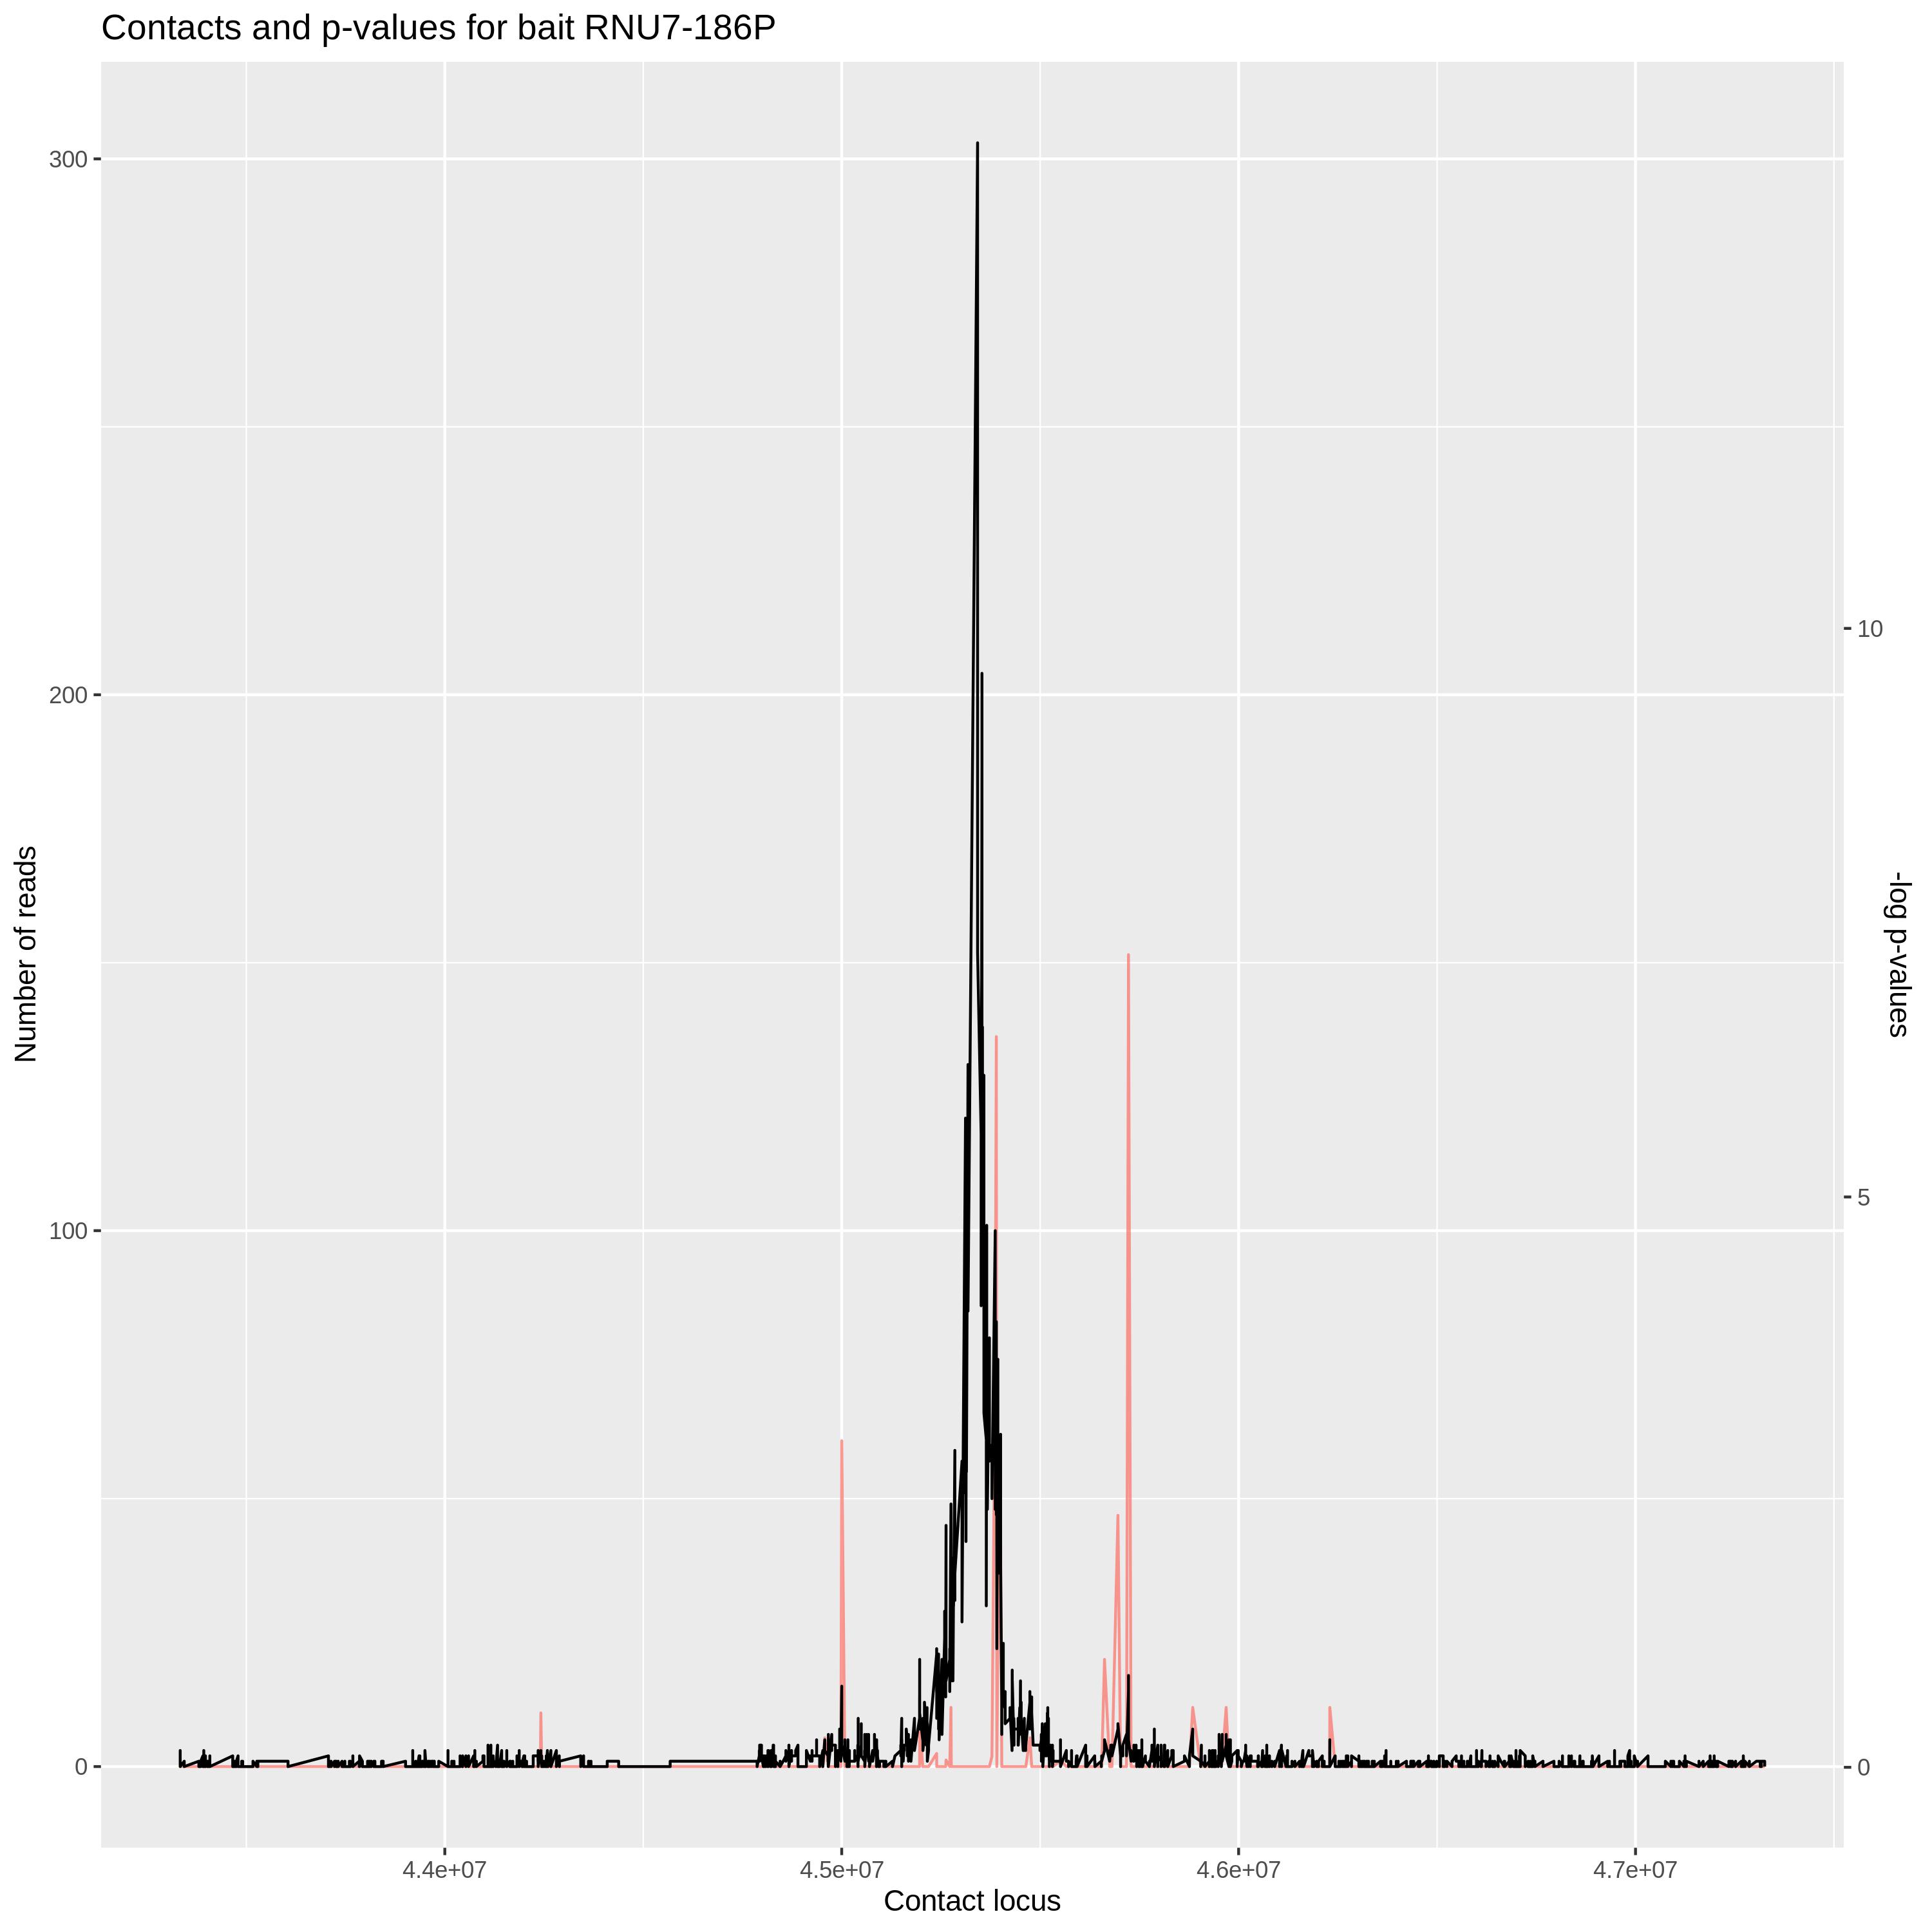 Contacts and p-values for bait RNU7-186P
300
200
100
0
Number of reads
10
5
0
-log p-values
4.4e+07
4.5e+07
4.6e+07
4.7e+07
Contact locus